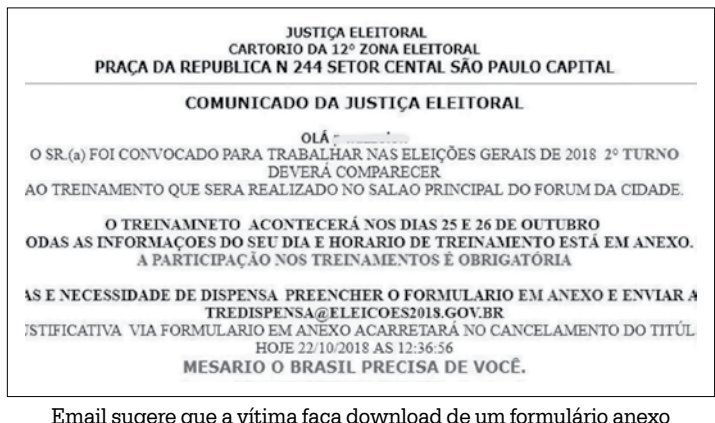 JUSTIÇA ELEITORAL
CARTORIO DA 12º ZONA ELEITORAL
PRAÇA DA REPUBLICA N 244 SETOR CENTAL SÃO PAULO CAPITAL
COMUNICADO DA JUSTIÇA ELEITORAL
OLÁ
O SR.(a) FOI CONVOCADO PARA TRABALHAR NAS ELEIÇÕES GERAIS DE 2018 2º TURNO
DEVERÁ COMPARECER
AO TREINAMENTO QUE SERA REALIZADO NO SALAO PRINCIPAL DO FORUM DA CIDADE.
O TREINAMNETO ACONTECERÁ NOS DIAS 25 E 26 DE OUTUBRO
ODAS AS INFORMAÇOES DO SEU DIA E HORARIO DE TREINAMENTO ESTÁ EM ANEXO.
A PARTICIPAÇÃO NOS TREINAMENTOS É OBRIGATÓRIA
AS E NECESSIDADE DE DISPENSA PREENCHER O FORMULARIO EM ANEXO E ENVIAR A
TREDISPENSA@ELEICOES2018.GOV.BR
STIFICATIVA VIA FORMULARIO EM ANEXO ACARRETARÁ NO CANCELAMENTO DO TITÚL
HOJE 22/10/2018 AS 12:36:56
MESARIO O BRASIL PRECISA DE VOCÊ.
Email sugere que a vítima faça download de um formulário anexo